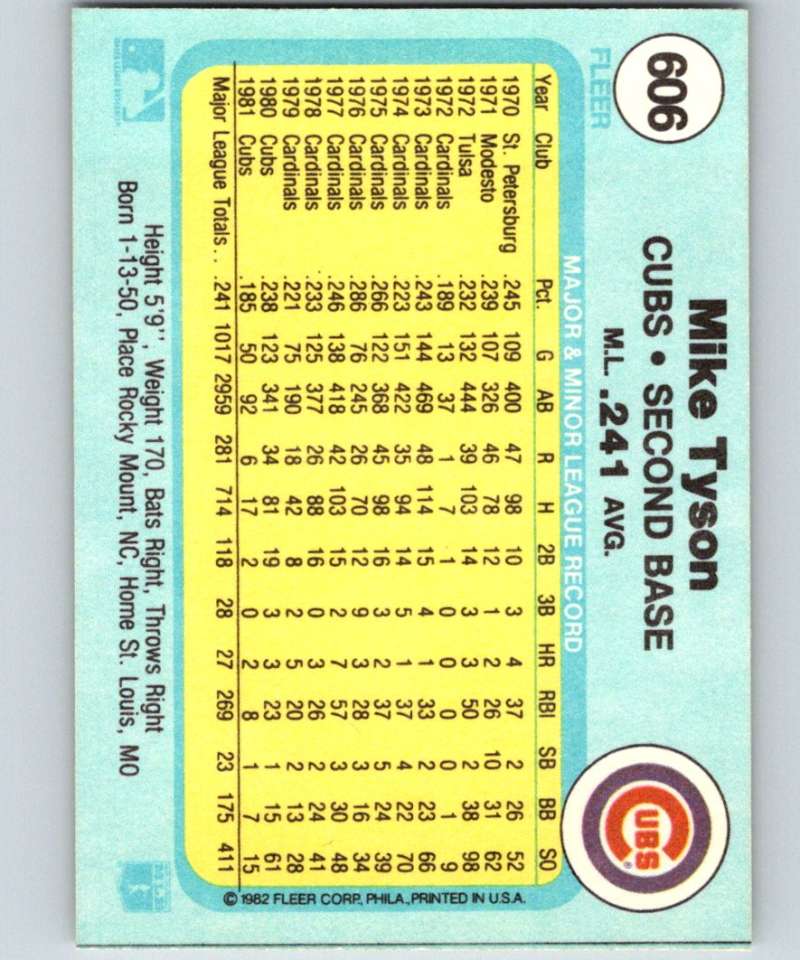 606
FLEER
Mike Tyson
CUBS • SECOND BASE
M.L. .241 AVG.
CUBS ®
MAJOR & MINOR LEAGUE RECORD
Year Club Pct. G AB R H 2B 3B HR RBI SB BB SO
1970 St. Petersburg .245 109 400 47 98 10 3 4 37 2 26 52
1971 Modesto .239 107 326 46 78 12 1 2 26 10 31 62
1972 Tulsa .232 132 444 39 103 14 3 3 50 2 38 98
1972 Cardinals .189 13 37 1 7 1 0 0 0 0 1 9
1973 Cardinals .243 144 469 48 114 15 4 1 33 2 23 66
1974 Cardinals .223 151 422 35 94 14 5 1 37 4 22 70
1975 Cardinals .266 122 368 45 98 16 3 2 37 5 24 39
1976 Cardinals .286 76 245 26 70 12 9 3 28 3 16 34
1977 Cardinals .246 138 418 42 103 15 2 7 57 3 30 48
1978 Cardinals .233 125 377 26 88 16 0 3 26 2 24 41
1979 Cardinals .221 75 190 18 42 8 2 5 20 2 13 28
1980 Cubs .238 123 341 34 81 19 3 3 23 1 15 61
1981 Cubs .185 50 92 6 17 2 0 2 8 1 7 15
Major League Totals . . .241 1017 2959 281 714 118 28 27 269 23 175 411
© 1982 FLEER CORP., PHILA., PRINTED IN U.S.A.
Height 5'9", Weight 170, Bats Right, Throws Right
Born 1-13-50, Place Rocky Mount, NC, Home St. Louis, MO